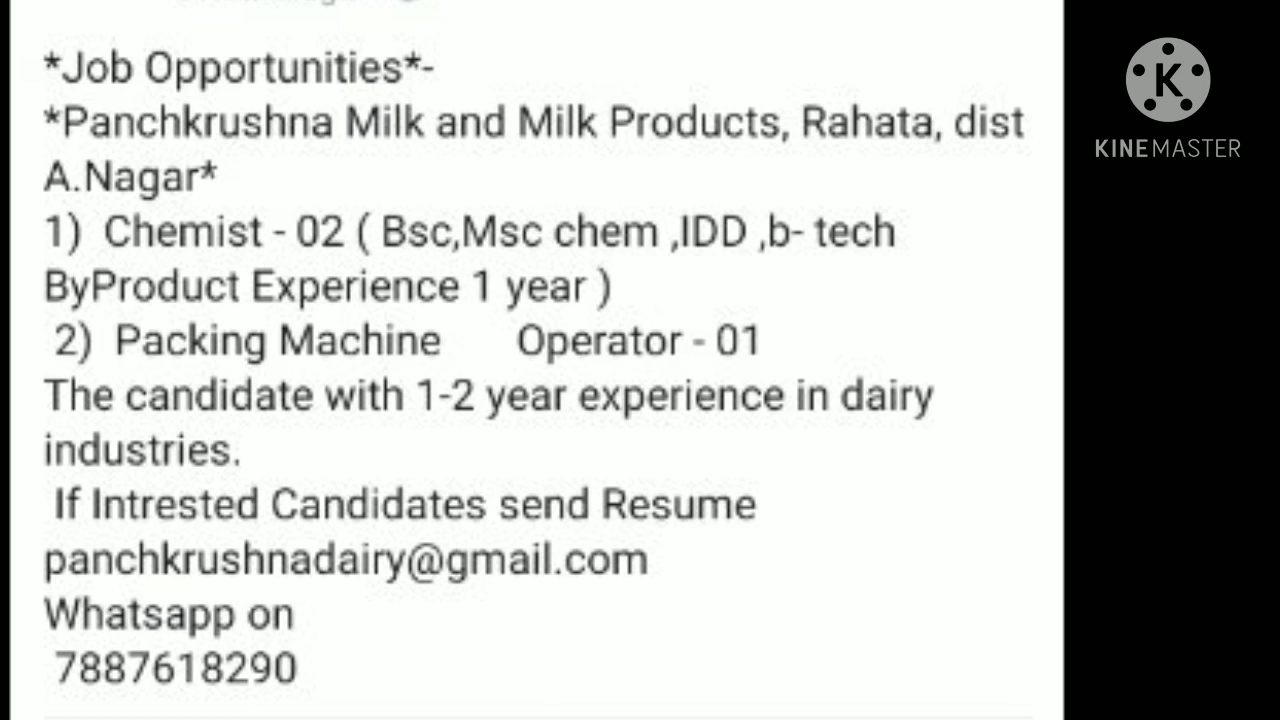 *Job Opportunities*-
*Panchkrushna Milk and Milk Products, Rahata, dist
A.Nagar*
1)  Chemist - 02 ( Bsc,Msc chem ,IDD ,b- tech
ByProduct Experience 1 year )
2)  Packing Machine      Operator - 01
The candidate with 1-2 year experience in dairy
industries.
If Intrested Candidates send Resume
panchkrushnadairy@gmail.com
Whatsapp on
7887618290
K
KINEMASTER